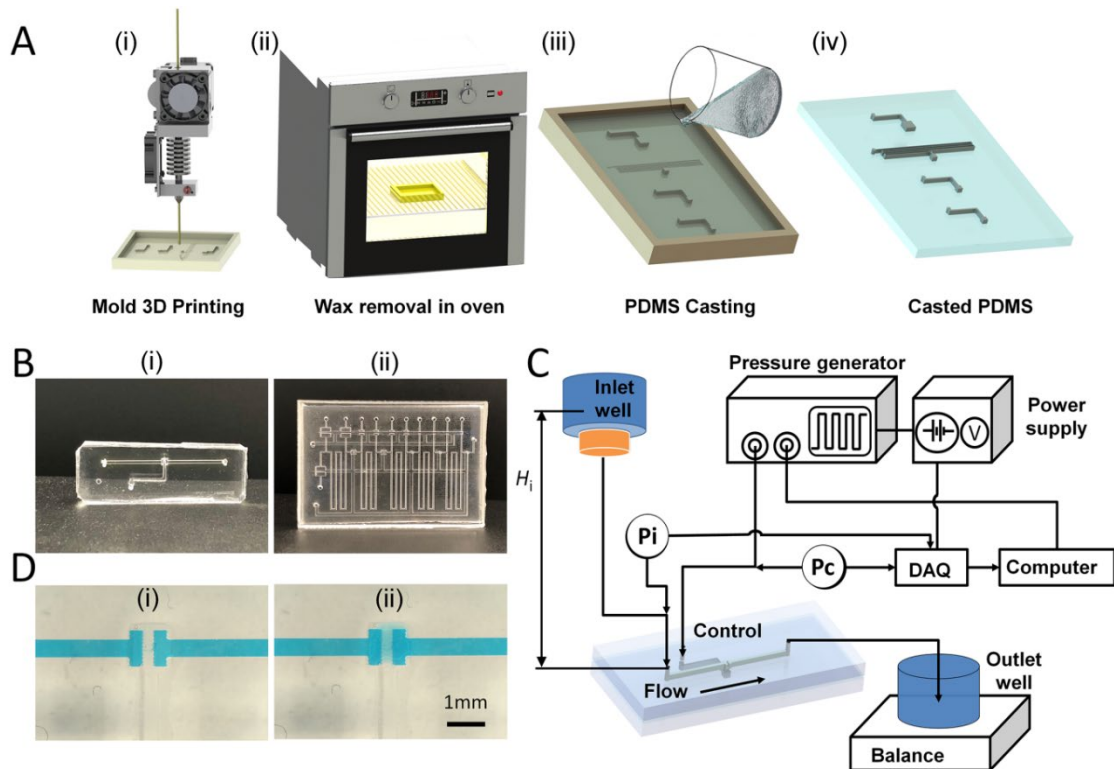 A
(i)
(ii)
(iii)
(iv)
Mold 3D Printing
Wax removal in oven
PDMS Casting
Casted PDMS
B
(i)
(ii)
C
Pressure generator
Inlet
well
Power
supply
V
Hi
Pi
Pc
DAQ
Computer
Control
Flow
Outlet
well
Balance
D
(i)
(ii)
1mm